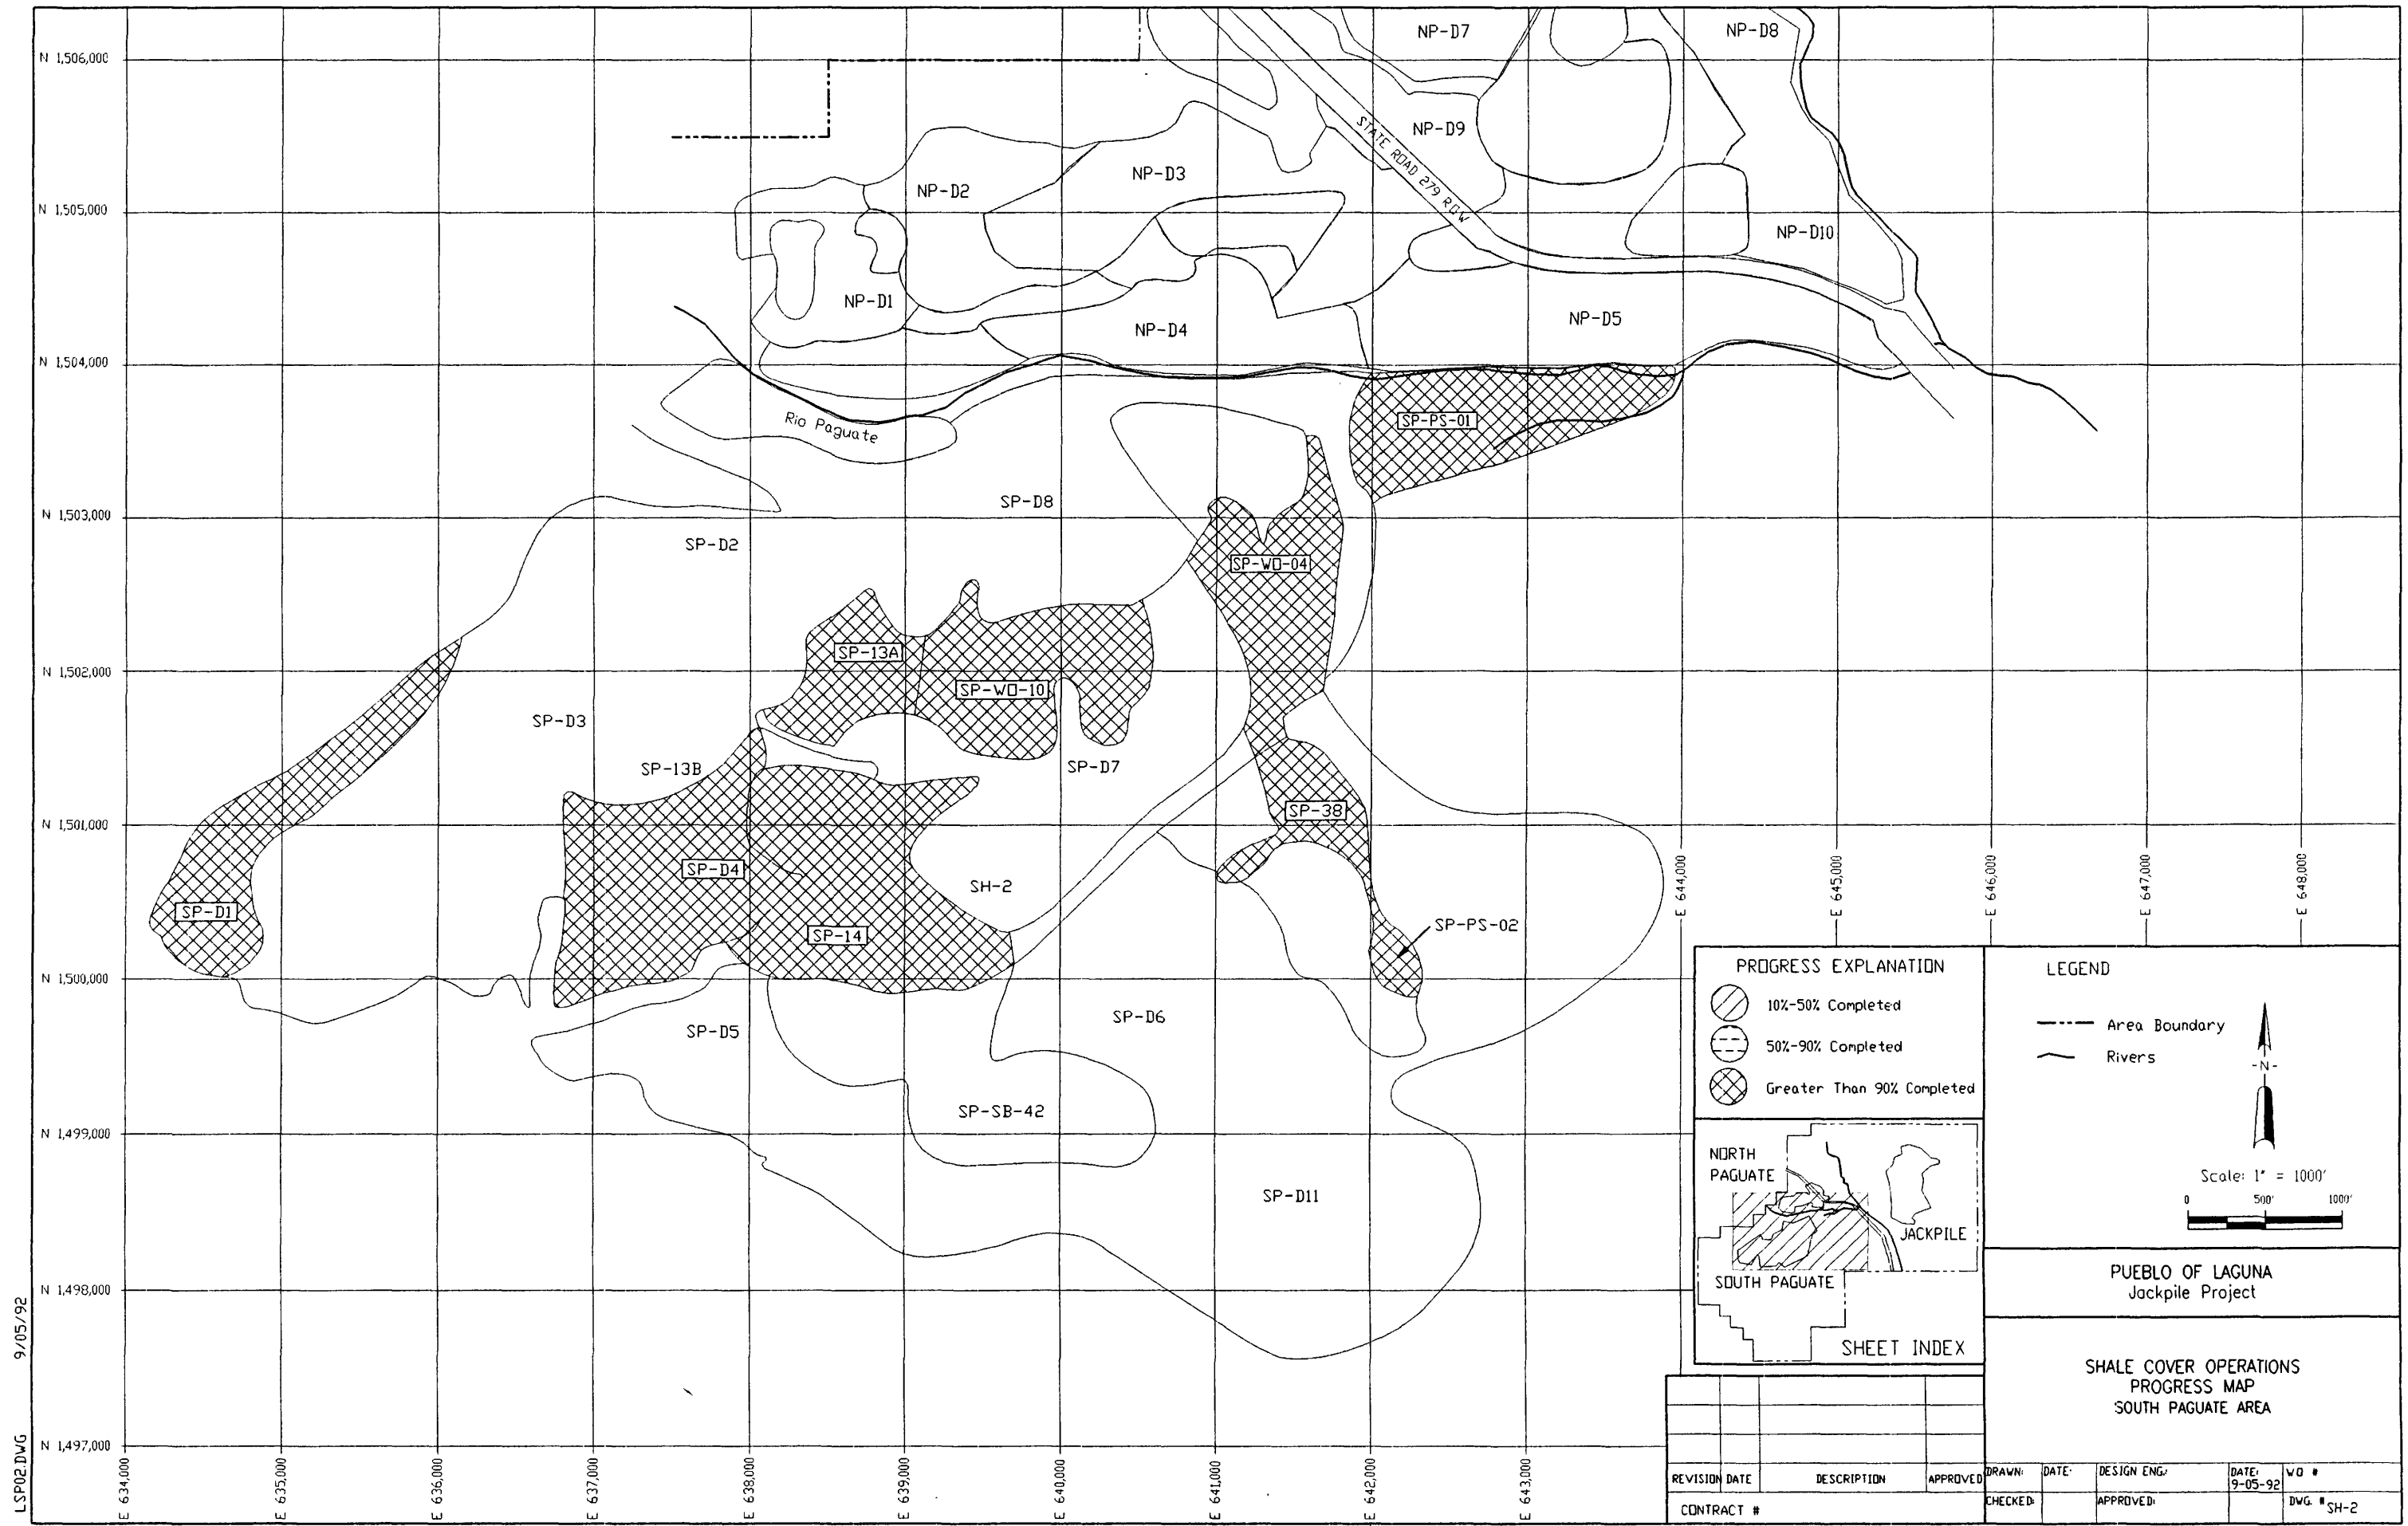 NP-D7
NP-D8
N 1,506,000
STATE ROAD 279 ROW
NP-D9
NP-D3
NP-D2
N 1,505,000
NP-D10
NP-D1
NP-D4
NP-D5
N 1,504,000
Rio Paguate
SP-PS-01
SP-D8
N 1,503,000
SP-D2
SP-WO-04
SP-13A
N 1,502,000
SP-WO-10
SP-D3
SP-13B
SP-D7
SP-38
N 1,501,000
SP-D4
SH-2
SP-D1
SP-14
SP-PS-02
N 1,500,000
SP-D5
SP-D6
SP-SB-42
N 1,499,000
SP-D11
N 1,498,000
N 1,497,000
E 634,000
E 635,000
E 636,000
E 637,000
E 638,000
E 639,000
E 640,000
E 641,000
E 642,000
E 643,000
E 644,000
E 645,000
E 646,000
E 647,000
E 648,000
LSP02.DWG 9/05/92
PROGRESS EXPLANATION
10%-50% Completed
50%-90% Completed
Greater Than 90% Completed
LEGEND
Area Boundary
Rivers
-N-
Scale: 1" = 1000'
0 500' 1000'
NORTH
PAGUATE
JACKPILE
SOUTH PAGUATE
SHEET INDEX
PUEBLO OF LAGUNA
Jackpile Project
SHALE COVER OPERATIONS
PROGRESS MAP
SOUTH PAGUATE AREA
REVISION DATE DESCRIPTION APPROVED
CONTRACT #
DRAWN: DATE: DESIGN ENG.: DATE: 9-05-92 WO #
CHECKED: APPROVED: DWG. # SH-2